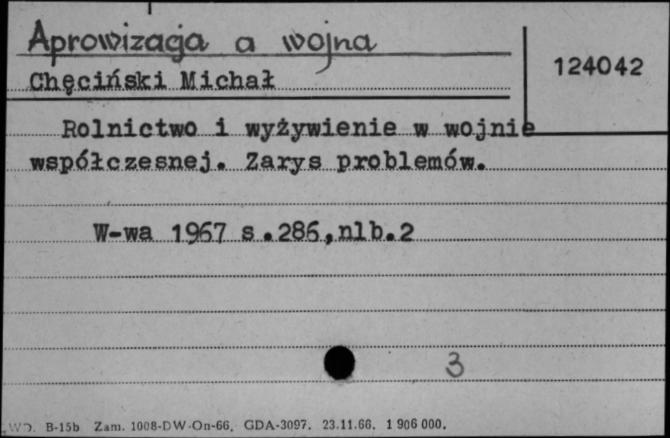 Aprowizacja a wojna
124042
Chęciński Michał
Rolnictwo i wyżywienie w wojnie
współczesnej. Zarys problemów.
W-wa 1967 s.286,nlb.2
3
WD. B-15b Zam. 1008-DW-On-66. GDA-3097. 23.11.66. 1 906 000.